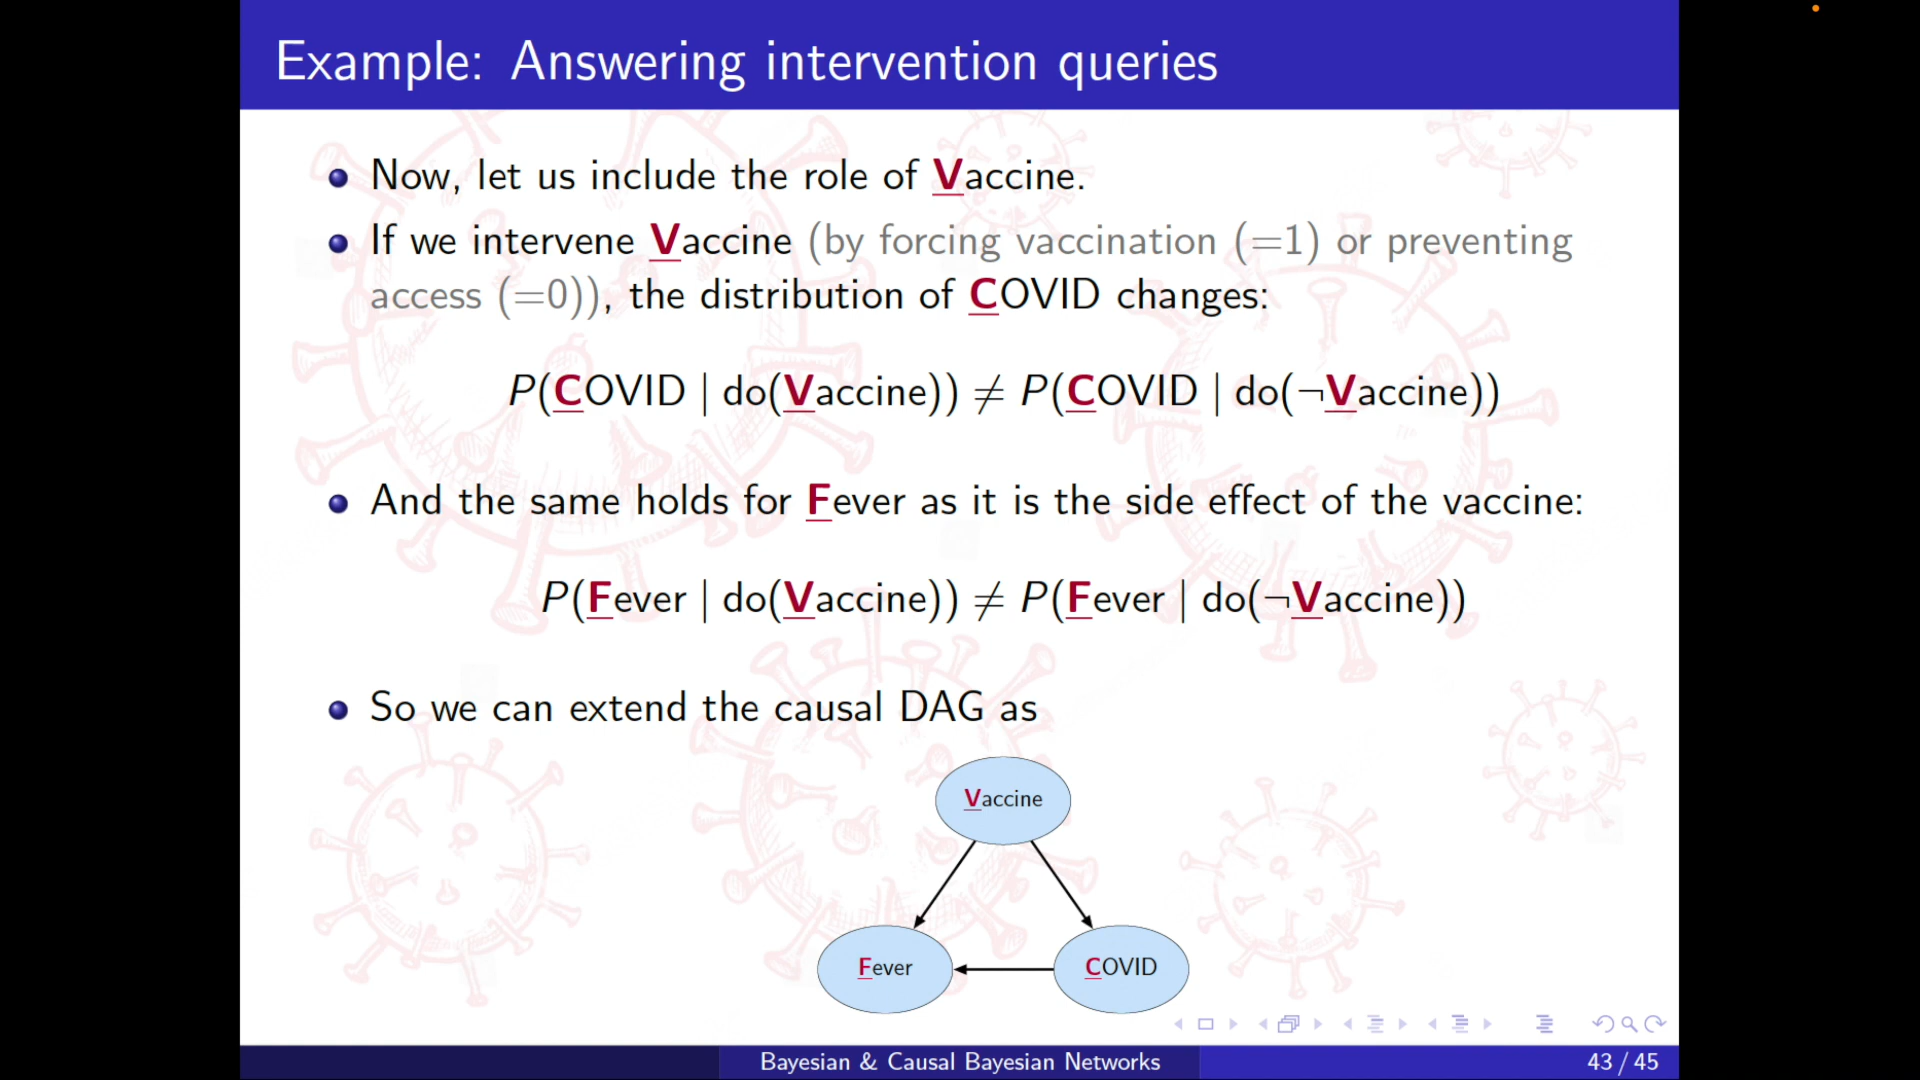 Example: Answering intervention queries
Now, let us include the role of Vaccine.
If we intervene Vaccine (by forcing vaccination (=1) or preventing
access (=0)), the distribution of COVID changes:
P(COVID | do(Vaccine)) ≠ P(COVID | do(¬Vaccine))
And the same holds for Fever as it is the side effect of the vaccine:
P(Fever | do(Vaccine)) ≠ P(Fever | do(¬Vaccine))
So we can extend the causal DAG as
Vaccine
Fever
COVID
Bayesian & Causal Bayesian Networks
43 / 45